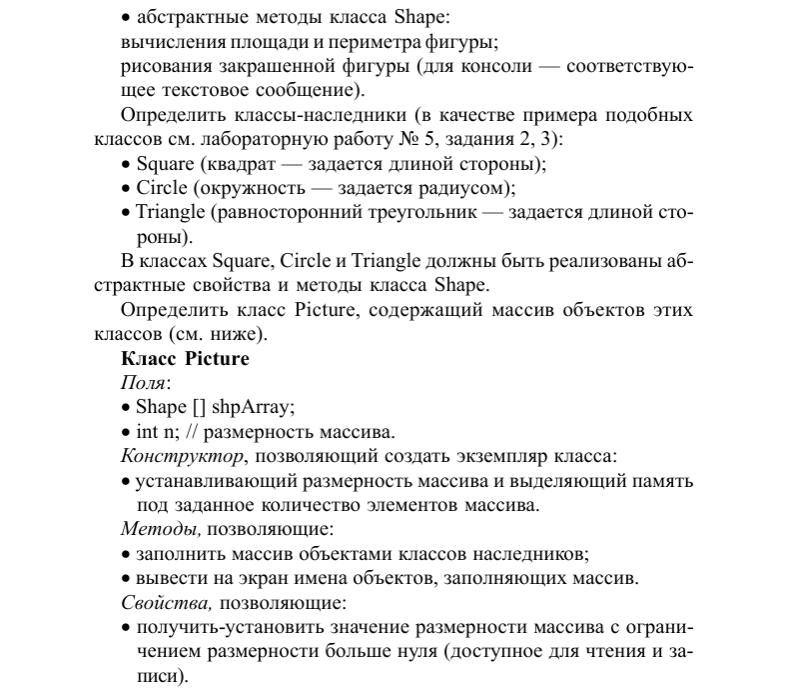 • абстрактные методы класса Shape:
вычисления площади и периметра фигуры;
рисования закрашенной фигуры (для консоли — соответствую-
щее текстовое сообщение).
Определить классы-наследники (в качестве примера подобных
классов см. лабораторную работу № 5, задания 2, 3):
• Square (квадрат — задается длиной стороны);
• Circle (окружность — задается радиусом);
• Triangle (равносторонний треугольник — задается длиной сто-
роны).
В классах Square, Circle и Triangle должны быть реализованы аб-
страктные свойства и методы класса Shape.
Определить класс Picture, содержащий массив объектов этих
классов (см. ниже).
Класс Picture
Поля:
• Shape [] shpArray;
• int n; // размерность массива.
Конструктор, позволяющий создать экземпляр класса:
• устанавливающий размерность массива и выделяющий память
под заданное количество элементов массива.
Методы, позволяющие:
• заполнить массив объектами классов наследников;
• вывести на экран имена объектов, заполняющих массив.
Свойства, позволяющие:
• получить-установить значение размерности массива с ограни-
чением размерности больше нуля (доступное для чтения и за-
писи).